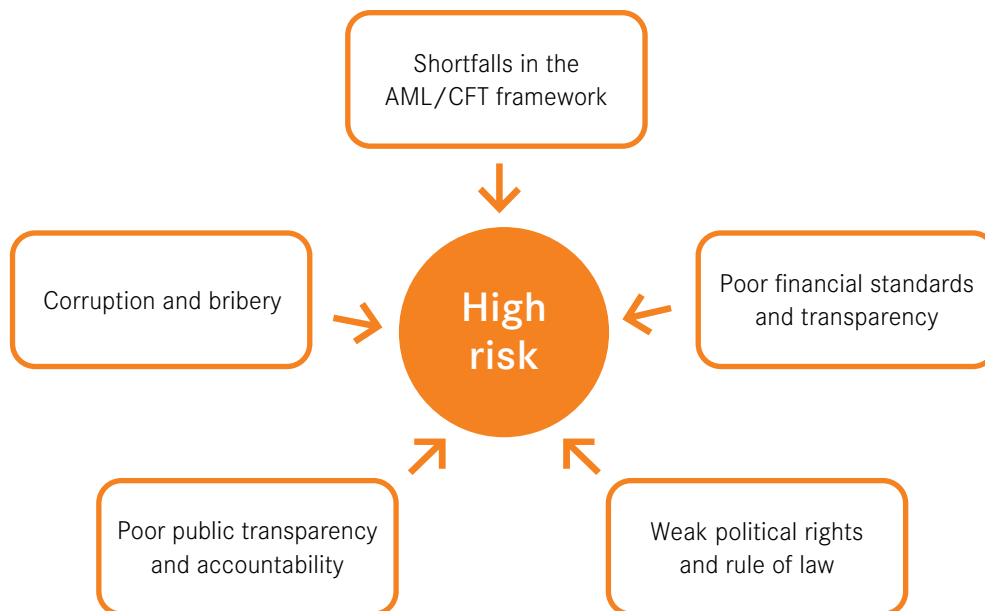 Shortfalls in the
AML/CFT framework
Corruption and bribery
High
risk
Poor financial standards
and transparency
Poor public transparency
and accountability
Weak political rights
and rule of law